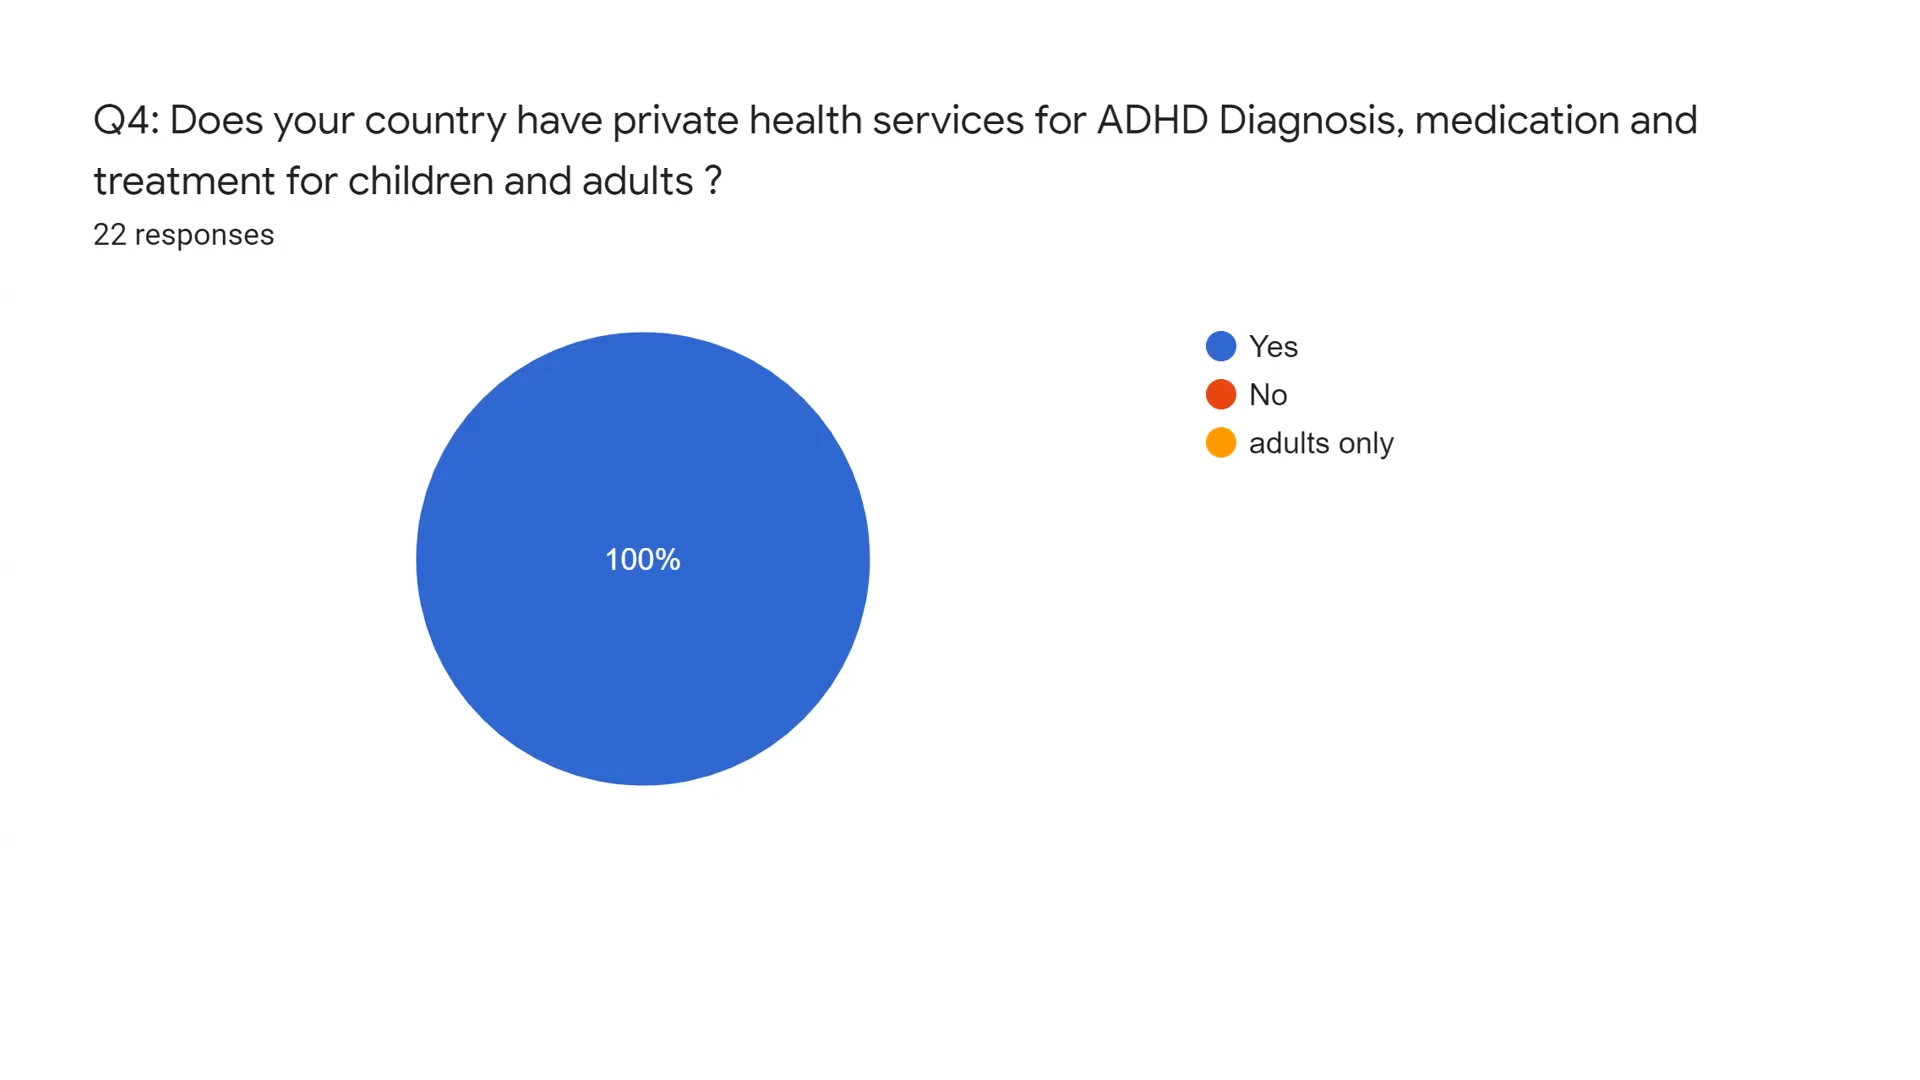 Q4: Does your country have private health services for ADHD Diagnosis, medication and
treatment for children and adults ?
22 responses
Yes
No
adults only
100%